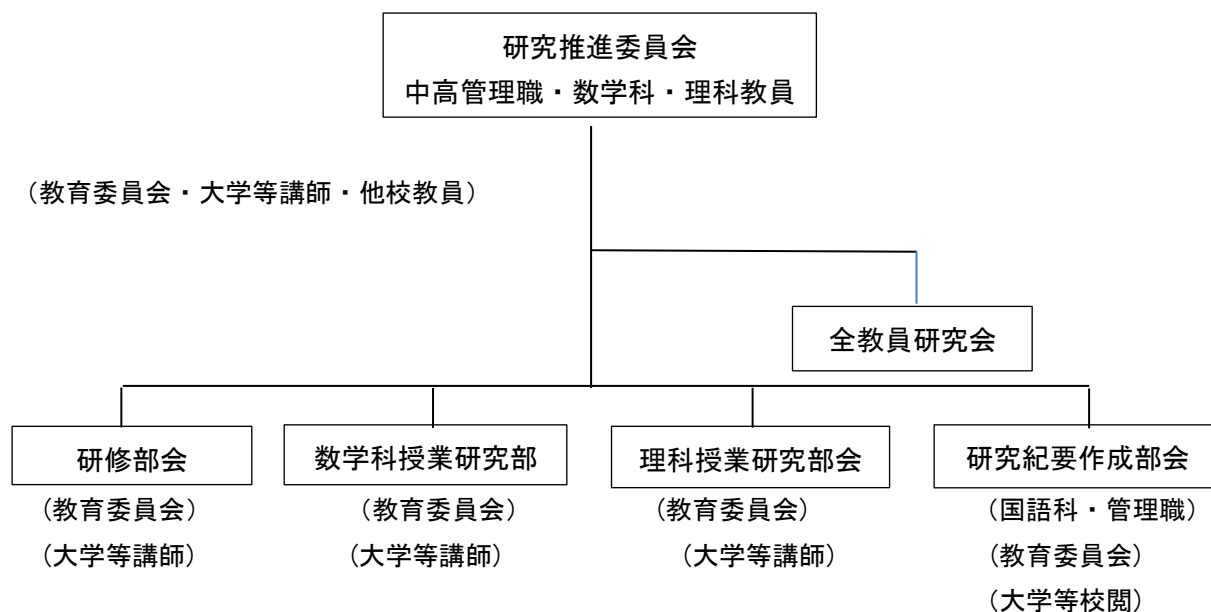 研究推進委員会
中高管理職・数学科・理科教員
（教育委員会・大学等講師・他校教員）
全教員研究会
研修部会
数学科授業研究部
理科授業研究部会
研究紀要作成部会
（教育委員会）
（教育委員会）
（教育委員会）
（国語科・管理職）
（大学等講師）
（大学等講師）
（大学等講師）
（教育委員会）
（大学等校閲）